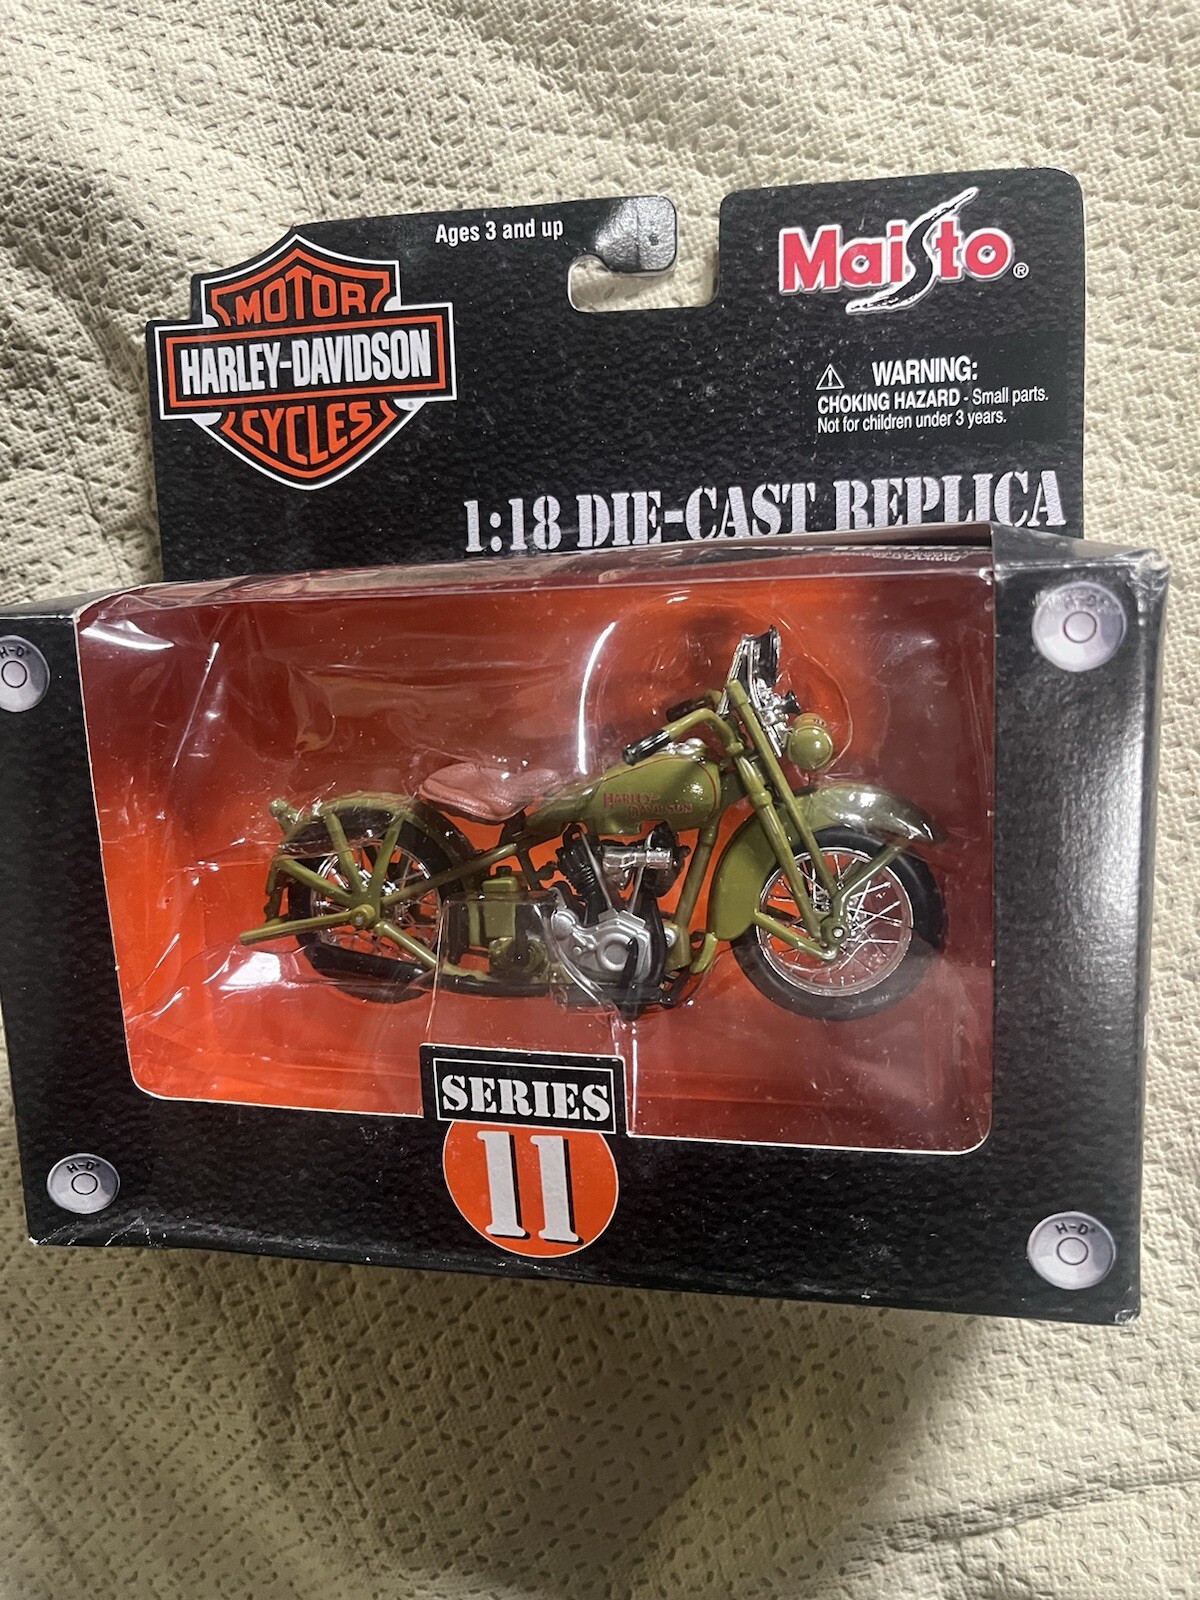 Ages 3 and up
Maisto®
MOTOR
HARLEY-DAVIDSON
CYCLES
WARNING:
CHOKING HAZARD - Small parts.
Not for children under 3 years.
1:18 DIE-CAST REPLICA
H-D®
H-D®
HARLEY-
DAVIDSON
SERIES
11
H-D®
H-D®